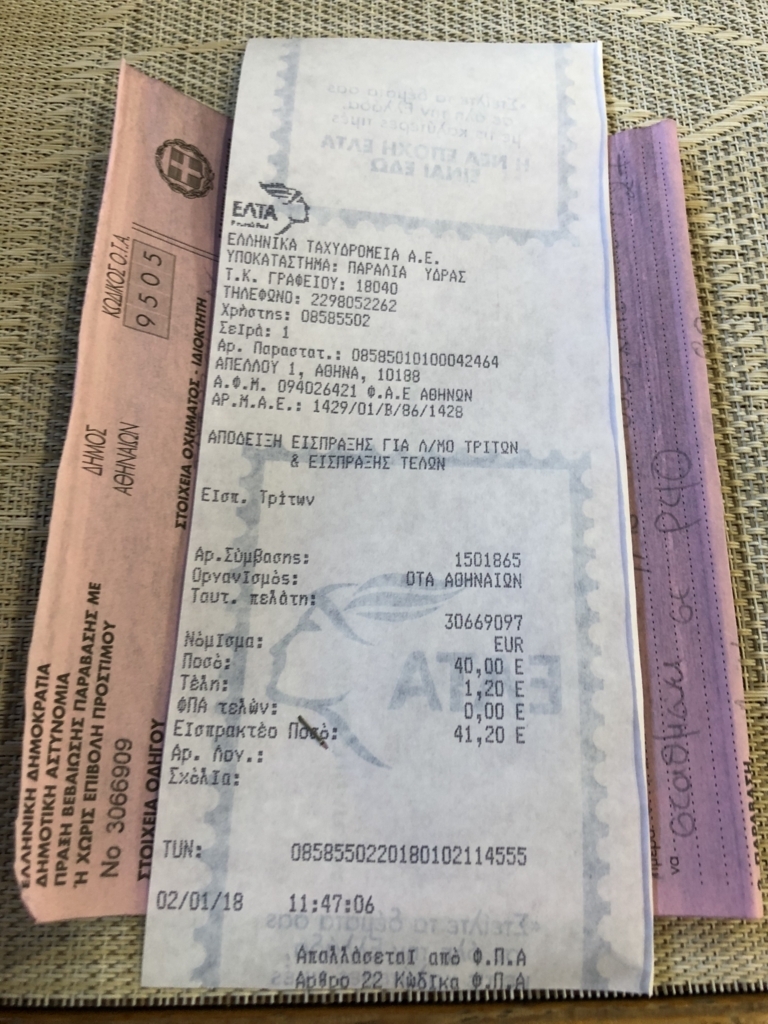 ΕΛΤΑ
ΕΛΛΗΝΙΚΑ ΤΑΧΥΔΡΟΜΕΙΑ Α.Ε.
ΥΠΟΚΑΤΑΣΤΗΜΑ: ΠΑΡΑΛΙΑ ΥΔΡΑΣ
Τ.Κ. ΓΡΑΦΕΙΟΥ: 18040
ΤΗΛΕΦΩΝΟ: 2298052262
Χρήστης: 08585502
Σειρά: 1
Αρ. Παραστατ.: 08585010100042464
ΑΠΕΛΛΟΥ 1, ΑΘΗΝΑ, 10188
Α.Φ.Μ. 094026421 Φ.Α.Ε ΑΘΗΝΩΝ
ΑΡ.Μ.Α.Ε.: 1429/01/Β/86/1428
ΑΠΟΔΕΙΞΗ ΕΙΣΠΡΑΞΗΣ ΓΙΑ Λ/ΜΟ ΤΡΙΤΩΝ
& ΕΙΣΠΡΑΞΗΣ ΤΕΛΩΝ
Εισπ. Τρίτων
Αρ.Σύμβασης: 1501865
Οργανισμός: ΟΤΑ ΑΘΗΝΑΙΩΝ
Ταυτ. πελάτη:
30669097
Νόμισμα: EUR
Ποσό: 40,00 Ε
Τέλη: 1,20 Ε
ΦΠΑ τελών: 0,00 Ε
Εισπρακτέο Ποσό: 41,20 Ε
Αρ. Λογ.:
Σχόλια:
TUN: 08585502201801021145​55
02/01/18 11:47:06
Απαλλάσεται από Φ.Π.Α
Αρθρο 22 Κώδικα Φ.Π.Α
ΚΩΔΙΚΟΣ Ο.Τ.Α.
9505
ΔΗΜΟΣ
ΑΘΗΝΑΙΩΝ
ΣΤΟΙΧΕΙΑ ΟΧΗΜΑΤΟΣ - ΙΔΙΟΚΤΗΤΗ
ΕΛΛΗΝΙΚΗ ΔΗΜΟΚΡΑΤΙΑ
ΔΗΜΟΤΙΚΗ ΑΣΤΥΝΟΜΙΑ
ΠΡΑΞΗ ΒΕΒΑΙΩΣΗΣ ΠΑΡΑΒΑΣΗΣ ΜΕ
Ή ΧΩΡΙΣ ΕΠΙΒΟΛΗ ΠΡΟΣΤΙΜΟΥ
No 3066909
ΣΤΟΙΧΕΙΑ ΟΔΗΓΟΥ
να σταθμεύει σε